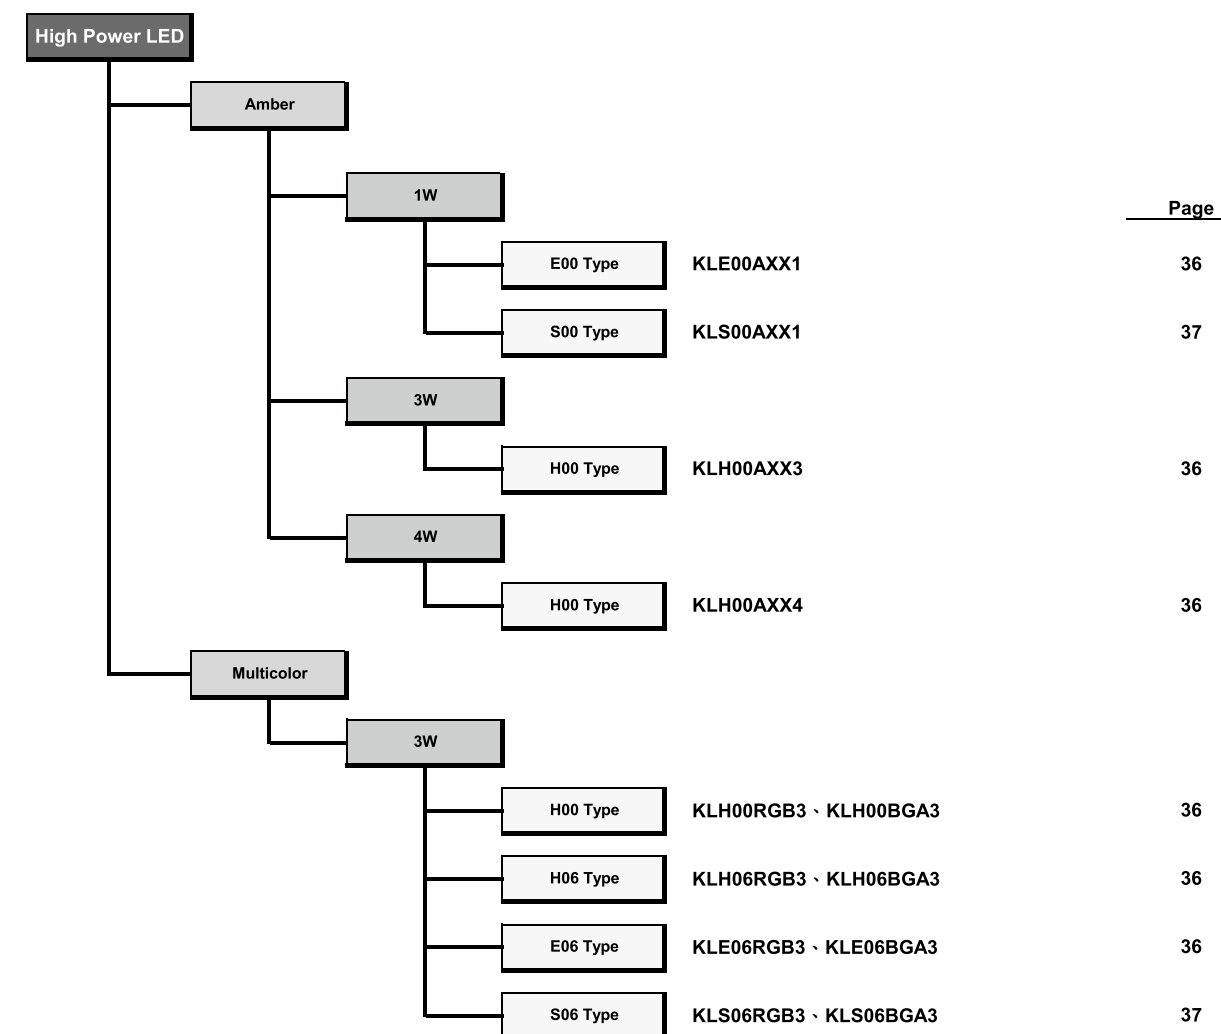 High Power LED
Amber
1W
Page
E00 Type KLE00AXX1 36
S00 Type KLS00AXX1 37
3W
H00 Type KLH00AXX3 36
4W
H00 Type KLH00AXX4 36
Multicolor
3W
H00 Type KLH00RGB3、KLH00BGA3 36
H06 Type KLH06RGB3、KLH06BGA3 36
E06 Type KLE06RGB3、KLE06BGA3 36
S06 Type KLS06RGB3、KLS06BGA3 37